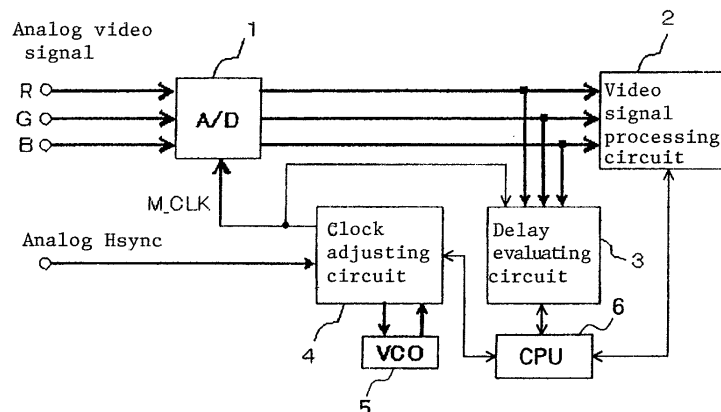 Analog video
signal
1
2
R
G
B
A/D
Video
signal
processing
circuit
M_CLK
Analog Hsync
Clock
adjusting
circuit
Delay
evaluating
circuit
3
4
VCO
5
6
CPU